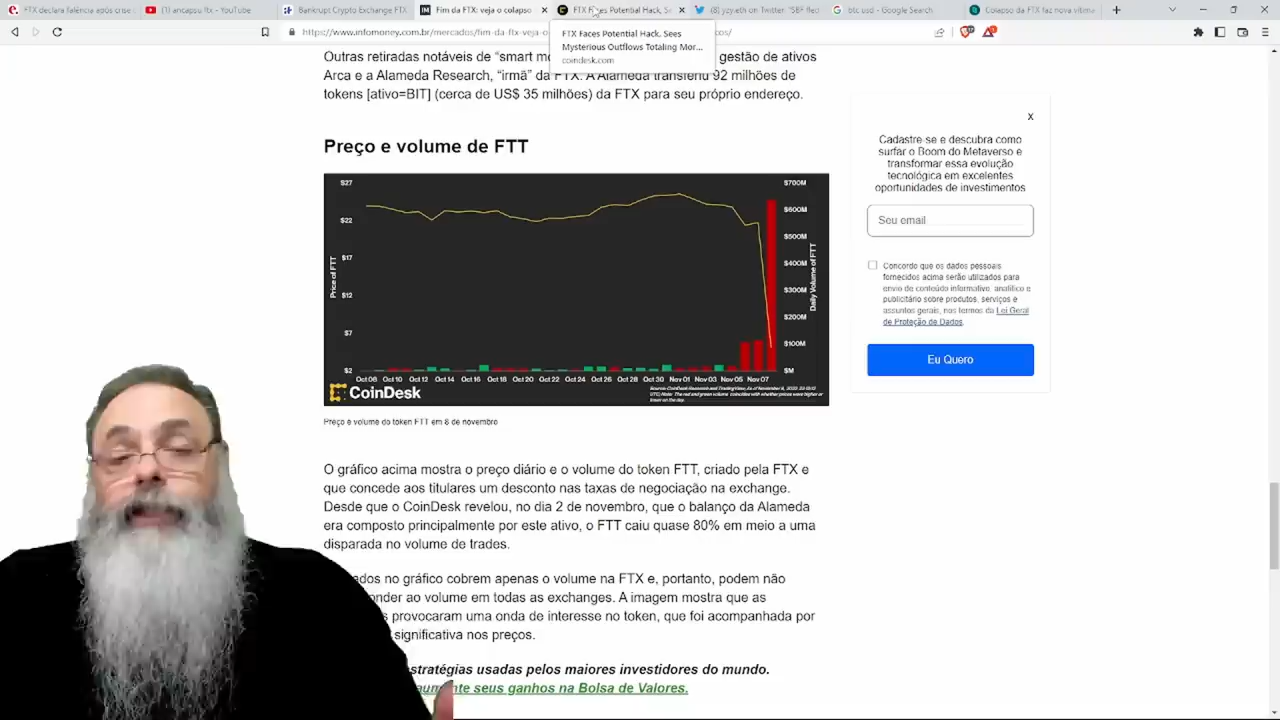 FTX declara falência após crise
(1) ancapsu ftx - YouTube
Bankrupt Crypto Exchange FTX
Fim da FTX: veja o colapso
FTX Faces Potential Hack, Se
btc usd - Google Search
Colapso da FTX faz nova vítima
https://www.infomoney.com.br/mercados/fim-da-ftx-veja-o
FTX Faces Potential Hack, Sees
Mysterious Outflows Totaling Mor...
coindesk.com
Outras retiradas notáveis de “smart mo
gestão de ativos
Arca e a Alameda Research, “irmã” da FTX. A Alameda transferiu 92 milhões de
tokens [ativo=BIT] (cerca de US$ 35 milhões) da FTX para seu próprio endereço.
Preço e volume de FTT
$27
$22
$17
$12
$7
$2
Price of FTT
$700M
$600M
$500M
$400M
$300M
$200M
$100M
$M
Daily Volume of FTT
Oct 08 Oct 10 Oct 12 Oct 14 Oct 16 Oct 18 Oct 20 Oct 22 Oct 24 Oct 26 Oct 28 Oct 30 Nov 01 Nov 03 Nov 05 Nov 07
CoinDesk
Preço e volume do token FTT em 8 de novembro
O gráfico acima mostra o preço diário e o volume do token FTT, criado pela FTX e
que concede aos titulares um desconto nas taxas de negociação na exchange.
Desde que o CoinDesk revelou, no dia 2 de novembro, que o balanço da Alameda
era composto principalmente por este ativo, o FTT caiu quase 80% em meio a uma
disparada no volume de trades.
ados no gráfico cobrem apenas o volume na FTX e, portanto, podem não
onder ao volume em todas as exchanges. A imagem mostra que as
s provocaram uma onda de interesse no token, que foi acompanhada por
significativa nos preços.
stratégias usadas pelos maiores investidores do mundo.
aumente seus ganhos na Bolsa de Valores.
X
Cadastre-se e descubra como
surfar o Boom do Metaverso e
transformar essa evolução
tecnológica em excelentes
oportunidades de investimentos
Seu email
Concordo que os dados pessoais
fornecidos acima serão utilizados para
envio de conteúdo informativo, analítico e
publicitário sobre produtos, serviços e
assuntos gerais, nos termos da Lei Geral
de Proteção de Dados.
Eu Quero